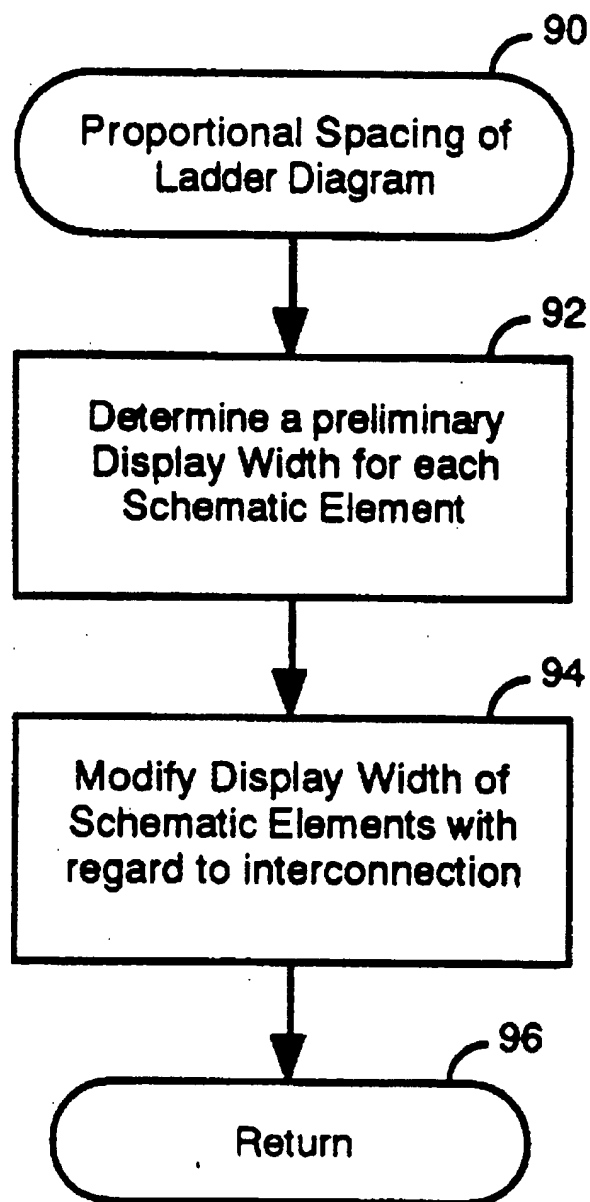 90
Proportional Spacing of
Ladder Diagram
92
Determine a preliminary
Display Width for each
Schematic Element
94
Modify Display Width of
Schematic Elements with
regard to interconnection
96
Return